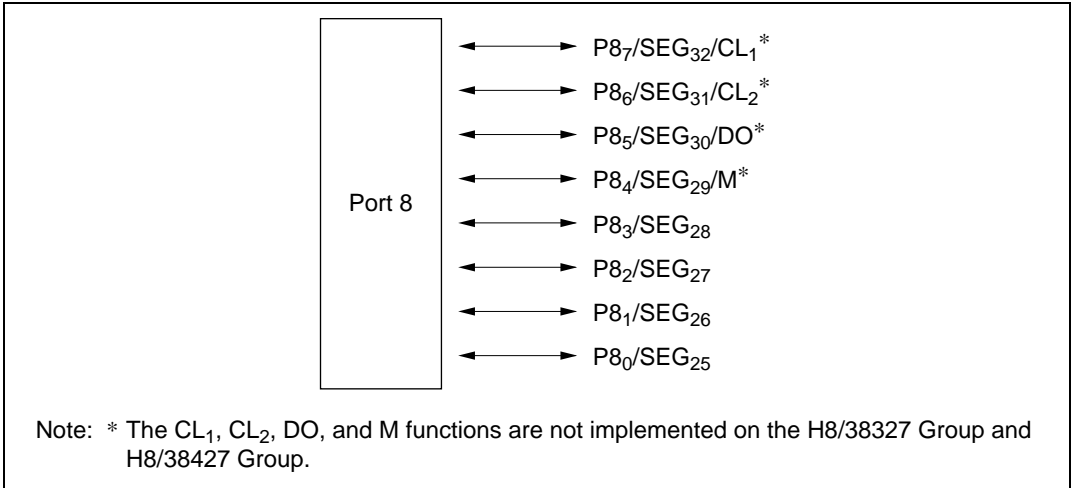 P8₇/SEG₃₂/CL₁*
P8₆/SEG₃₁/CL₂*
P8₅/SEG₃₀/DO*
P8₄/SEG₂₉/M*
Port 8
P8₃/SEG₂₈
P8₂/SEG₂₇
P8₁/SEG₂₆
P8₀/SEG₂₅
Note: * The CL₁, CL₂, DO, and M functions are not implemented on the H8/38327 Group and
H8/38427 Group.